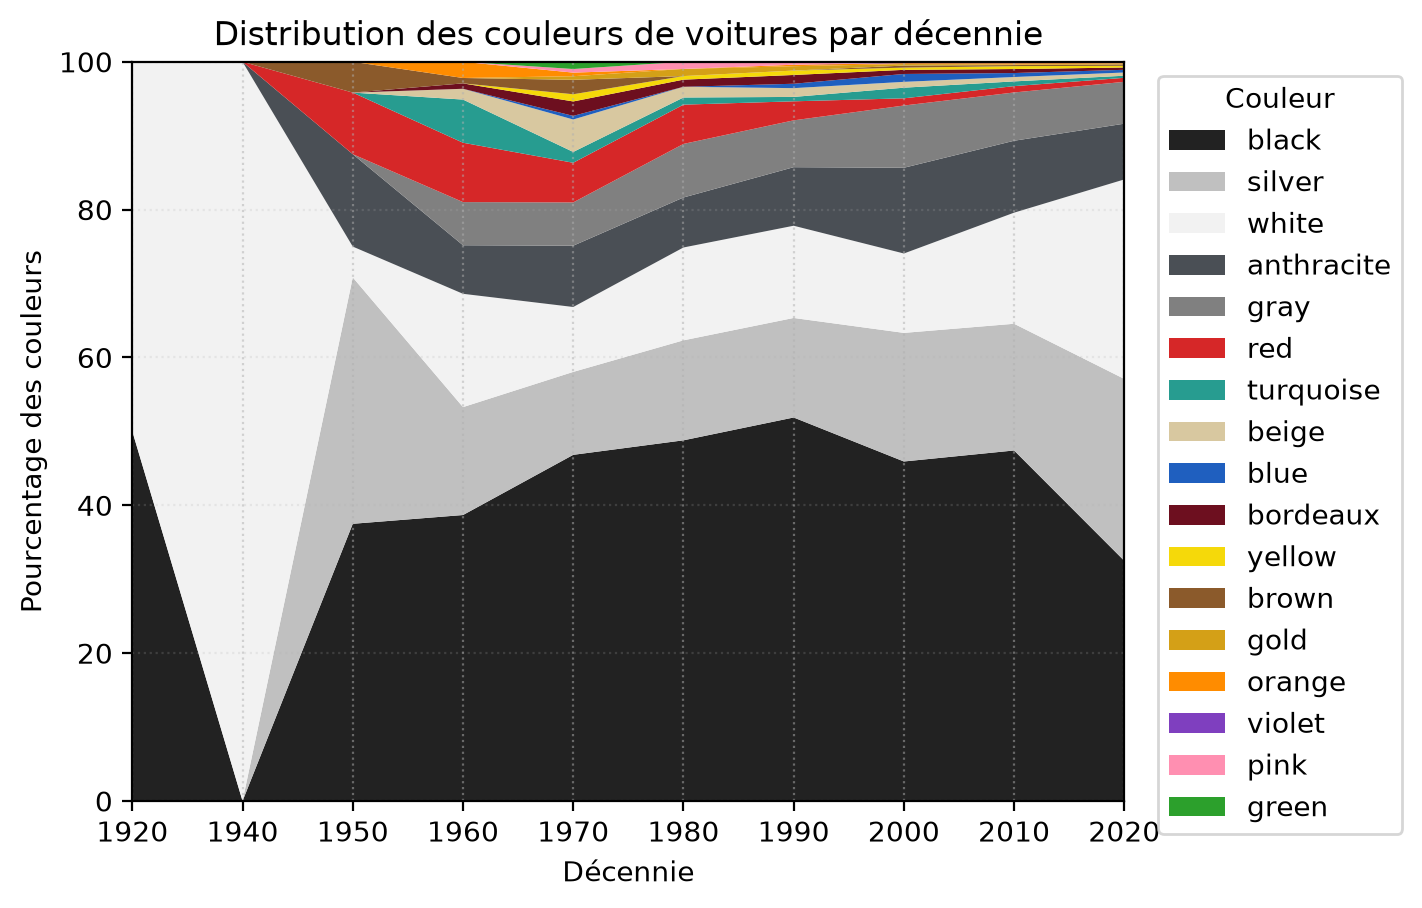 Distribution des couleurs de voitures par décennie
100
80
60
40
20
0
Pourcentage des couleurs
1920 1940 1950 1960 1970 1980 1990 2000 2010 2020
Décennie
Couleur
black
silver
white
anthracite
gray
red
turquoise
beige
blue
bordeaux
yellow
brown
gold
orange
violet
pink
green